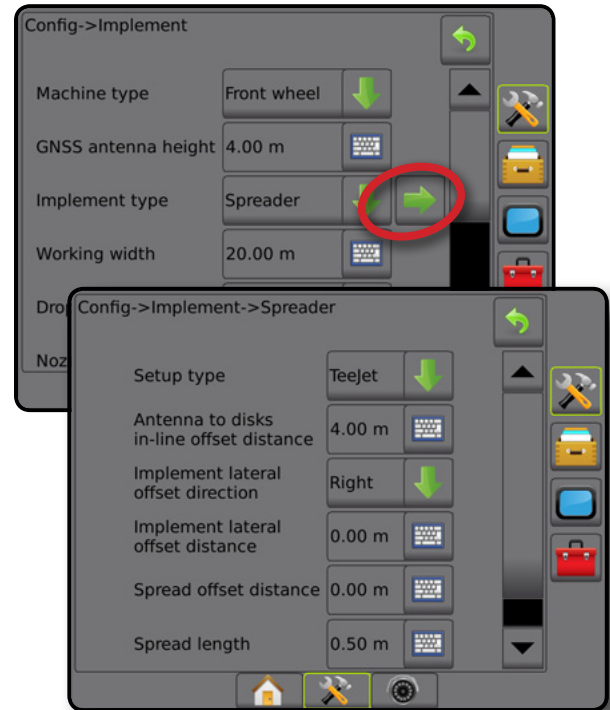 Config->Implement
Machine type Front wheel
GNSS antenna height 4.00 m
Implement type Spreader
Working width 20.00 m
Config->Implement->Spreader
Setup type TeeJet
Antenna to disks
in-line offset distance 4.00 m
Implement lateral
offset direction Right
Implement lateral
offset distance 0.00 m
Spread offset distance 0.00 m
Spread length 0.50 m